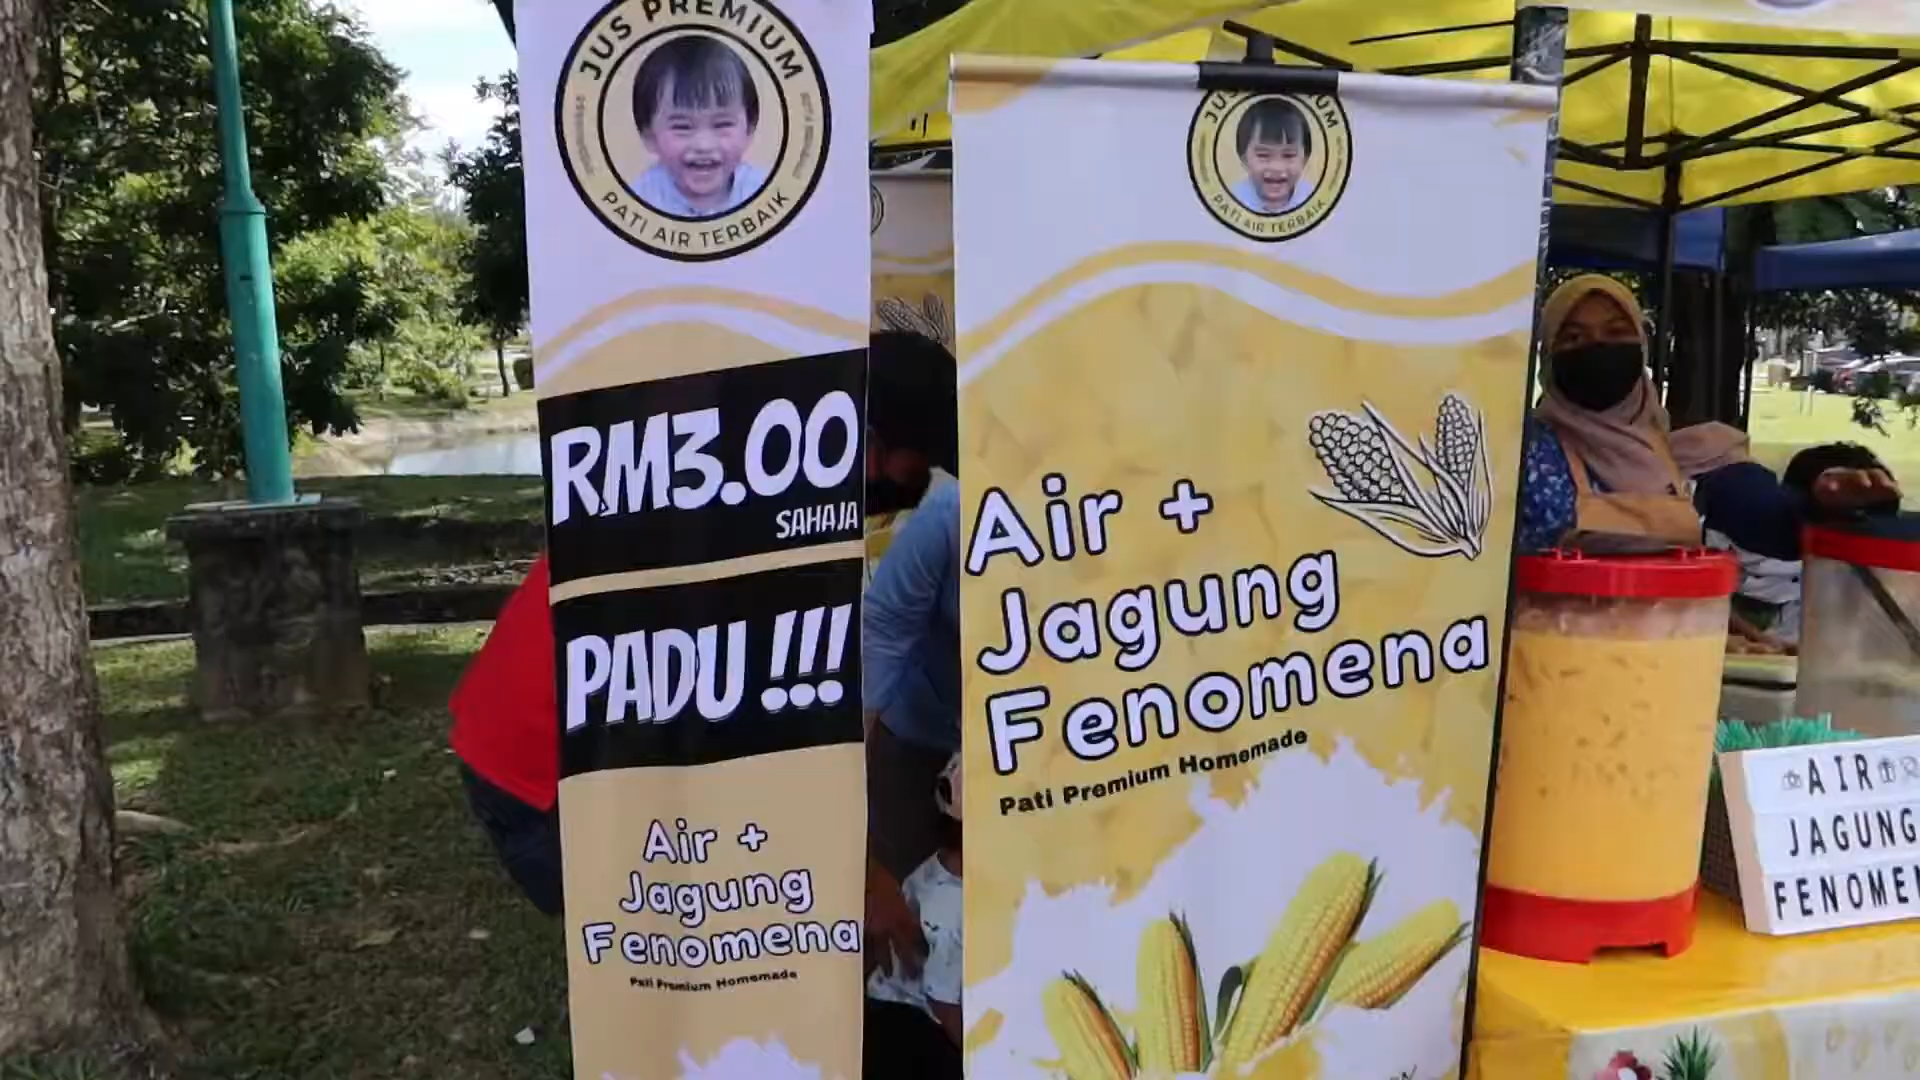 JUS PREMIUM
PATI AIR TERBAIK
RM3.00
SAHAJA
PADU !!!
Air +
Jagung
Fenomena
Pati Premium Homemade
PATI AIR TERBAIK
Air +
Jagung
Fenomena
Pati Premium Homemade
AIR
JAGUNG